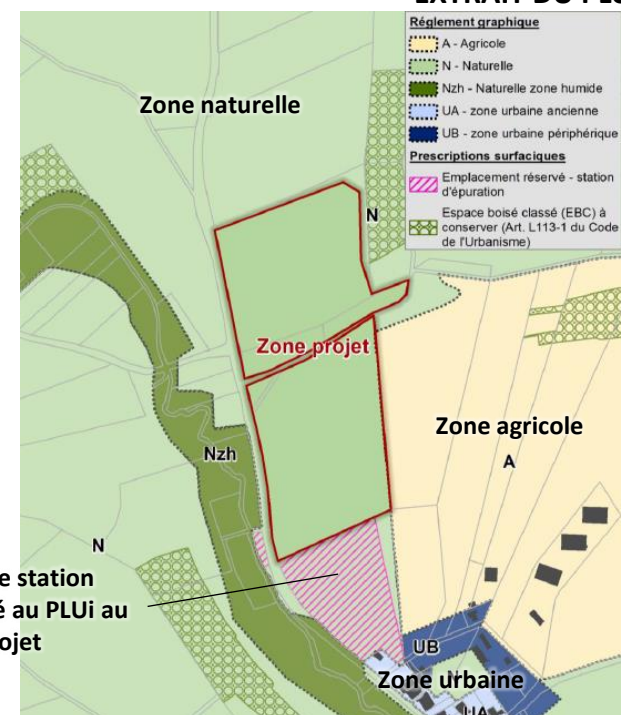 EXTRAIT DU PLU
Réglement graphique
A - Agricole
N - Naturelle
Nzh - Naturelle zone humide
UA - zone urbaine ancienne
UB - zone urbaine périphérique
Prescriptions surfaciques
Emplacement réservé - station
d'épuration
Espace boisé classé (EBC) à
conserver (Art. L113-1 du Code
de l'Urbanisme)
Zone naturelle
N
Zone projet
Zone agricole
A
Nzh
N
e station
é au PLUi au
ojet
UB
Zone urbaine
UA